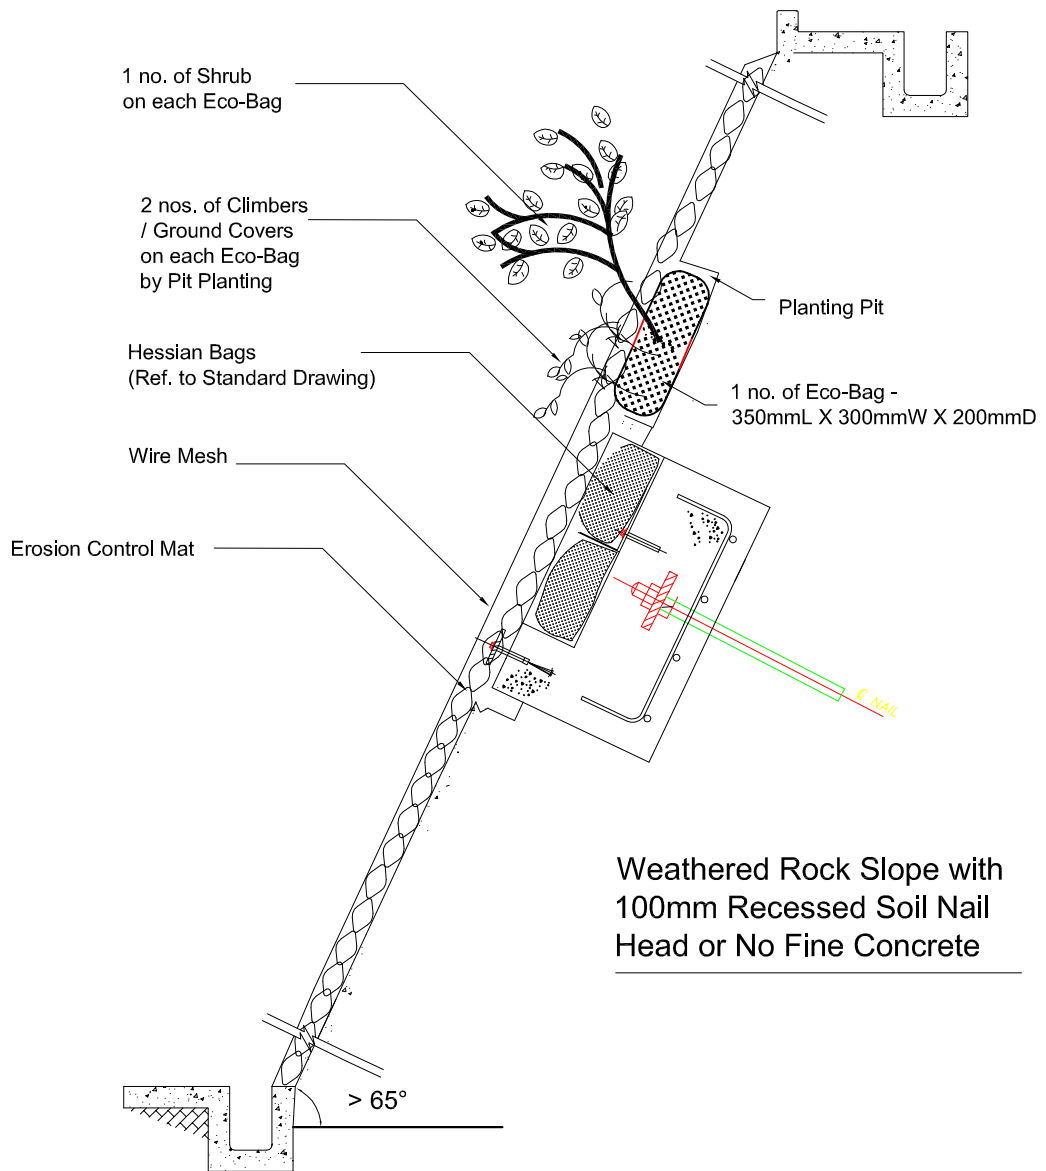 1 no. of Shrub
on each Eco-Bag
2 nos. of Climbers
/ Ground Covers
on each Eco-Bag
by Pit Planting
Planting Pit
Hessian Bags
(Ref. to Standard Drawing)
1 no. of Eco-Bag -
350mmL X 300mmW X 200mmD
Wire Mesh
Erosion Control Mat
℄ NAIL
Weathered Rock Slope with
100mm Recessed Soil Nail
Head or No Fine Concrete
> 65°